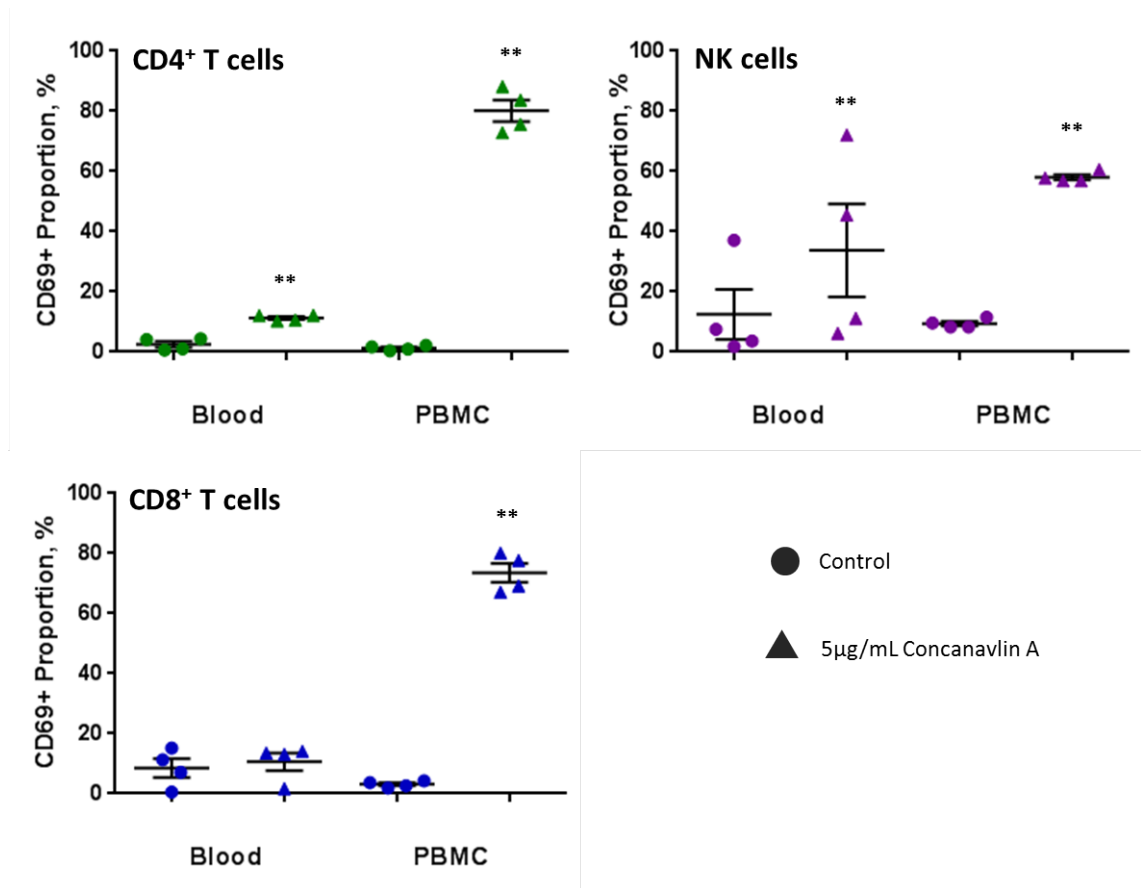 CD4⁺ T cells
**
**
CD69+ Proportion, %
100
80
60
40
20
0
Blood
PBMC
NK cells
**
**
CD69+ Proportion, %
100
80
60
40
20
0
Blood
PBMC
CD8⁺ T cells
**
CD69+ Proportion, %
100
80
60
40
20
0
Blood
PBMC
Control
5µg/mL Concanavlin A